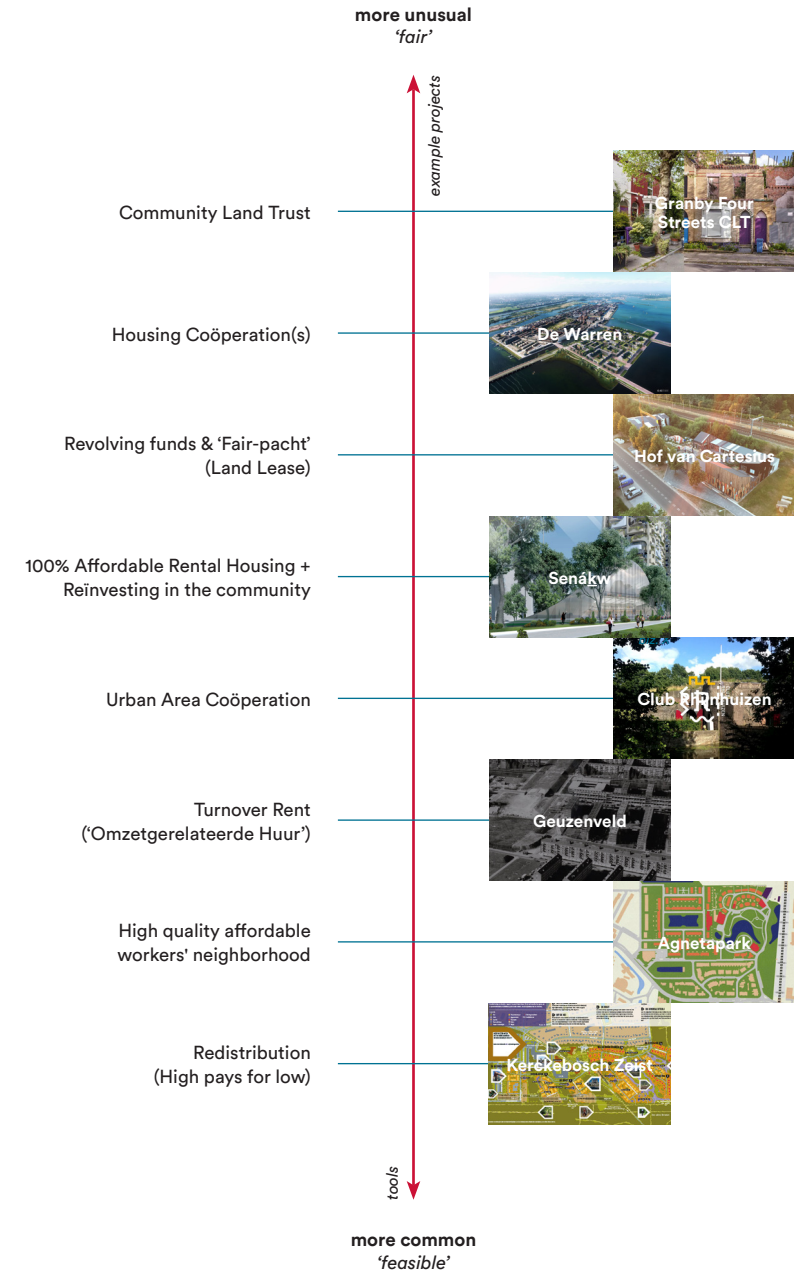 more unusual
‘fair’
example projects
Community Land Trust
Granby Four
Streets CLT
Housing Coöperation(s)
De Warren
Revolving funds & ‘Fair-pacht’
(Land Lease)
Hof van Cartesius
100% Affordable Rental Housing +
Reïnvesting in the community
Senáḵw
Urban Area Coöperation
Club Rhijnhuizen
Turnover Rent
(‘Omzetgerelateerde Huur’)
Geuzenveld
High quality affordable
workers' neighborhood
Agnetapark
Redistribution
(High pays for low)
Kerckebosch Zeist
tools
more common
‘feasible’